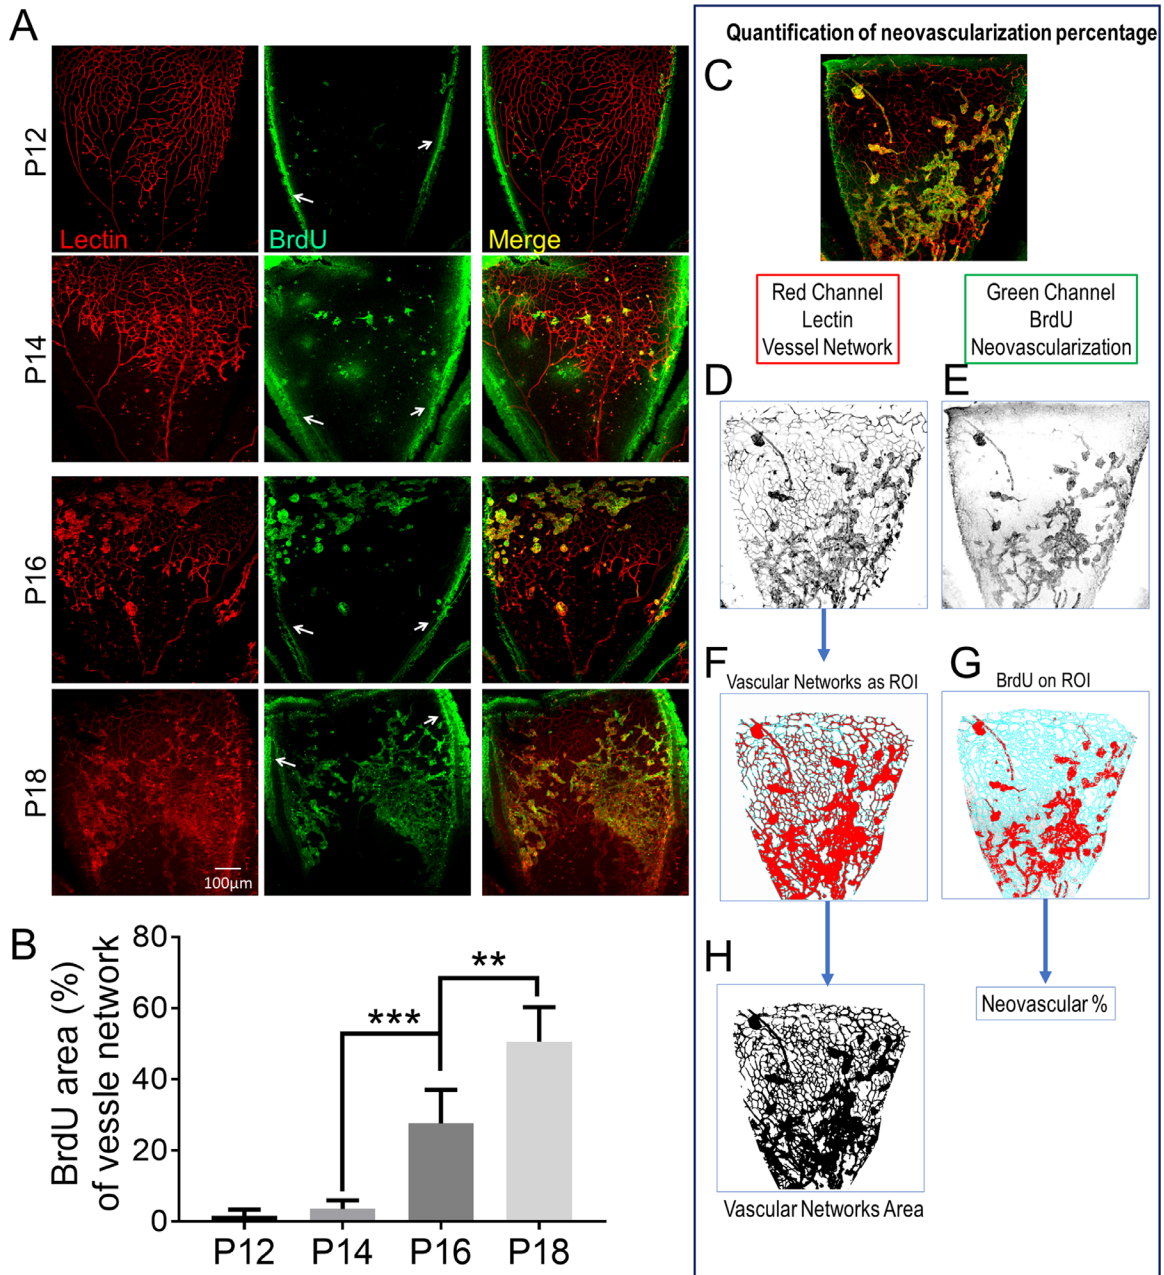 A
P12
Lectin
BrdU
Merge
P14
P16
P18
100µm
B
BrdU area (%)
of vessle network
80
60
40
20
0
***
**
P12
P14
P16
P18
Quantification of neovascularization percentage
C
Red Channel
Lectin
Vessel Network
Green Channel
BrdU
Neovascularization
D
E
F
Vascular Networks as ROI
G
BrdU on ROI
H
Neovascular %
Vascular Networks Area